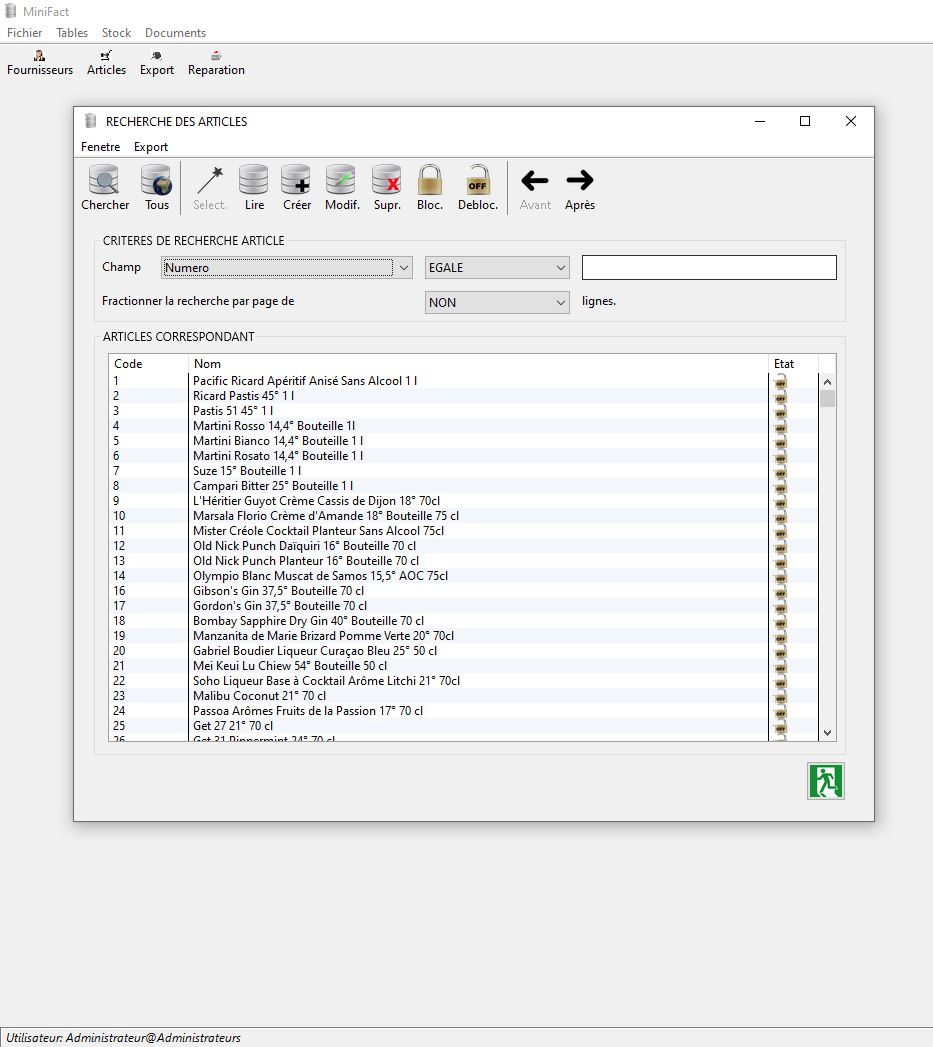 MiniFact
Fichier Tables Stock Documents
Fournisseurs Articles Export Reparation
RECHERCHE DES ARTICLES
Fenetre Export
Chercher Tous Select. Lire Créer Modif. Supr. Bloc. Debloc. Avant Après
OFF
CRITERES DE RECHERCHE ARTICLE
Champ Numero EGALE
Fractionner la recherche par page de NON lignes.
ARTICLES CORRESPONDANT
Code Nom Etat
1 Pacific Ricard Apéritif Anisé Sans Alcool 1 l
2 Ricard Pastis 45° 1 l
3 Pastis 51 45° 1 l
4 Martini Rosso 14,4° Bouteille 1l
5 Martini Bianco 14,4° Bouteille 1 l
6 Martini Rosato 14,4° Bouteille 1 l
7 Suze 15° Bouteille 1 l
8 Campari Bitter 25° Bouteille 1 l
9 L'Héritier Guyot Crème Cassis de Dijon 18° 70cl
10 Marsala Florio Crème d'Amande 18° Bouteille 75 cl
11 Mister Créole Cocktail Planteur Sans Alcool 75cl
12 Old Nick Punch Daïquiri 16° Bouteille 70 cl
13 Old Nick Punch Planteur 16° Bouteille 70 cl
14 Olympio Blanc Muscat de Samos 15,5° AOC 75cl
16 Gibson's Gin 37,5° Bouteille 70 cl
17 Gordon's Gin 37,5° Bouteille 70 cl
18 Bombay Sapphire Dry Gin 40° Bouteille 70 cl
19 Manzanita de Marie Brizard Pomme Verte 20° 70cl
20 Gabriel Boudier Liqueur Curaçao Bleu 25° 50 cl
21 Mei Keui Lu Chiew 54° Bouteille 50 cl
22 Soho Liqueur Base à Cocktail Arôme Litchi 21° 70cl
23 Malibu Coconut 21° 70 cl
24 Passoa Arômes Fruits de la Passion 17° 70 cl
25 Get 27 21° 70 cl
26 Get 31 Pippermint 24° 70 cl
Utilisateur: Administrateur@Administrateurs